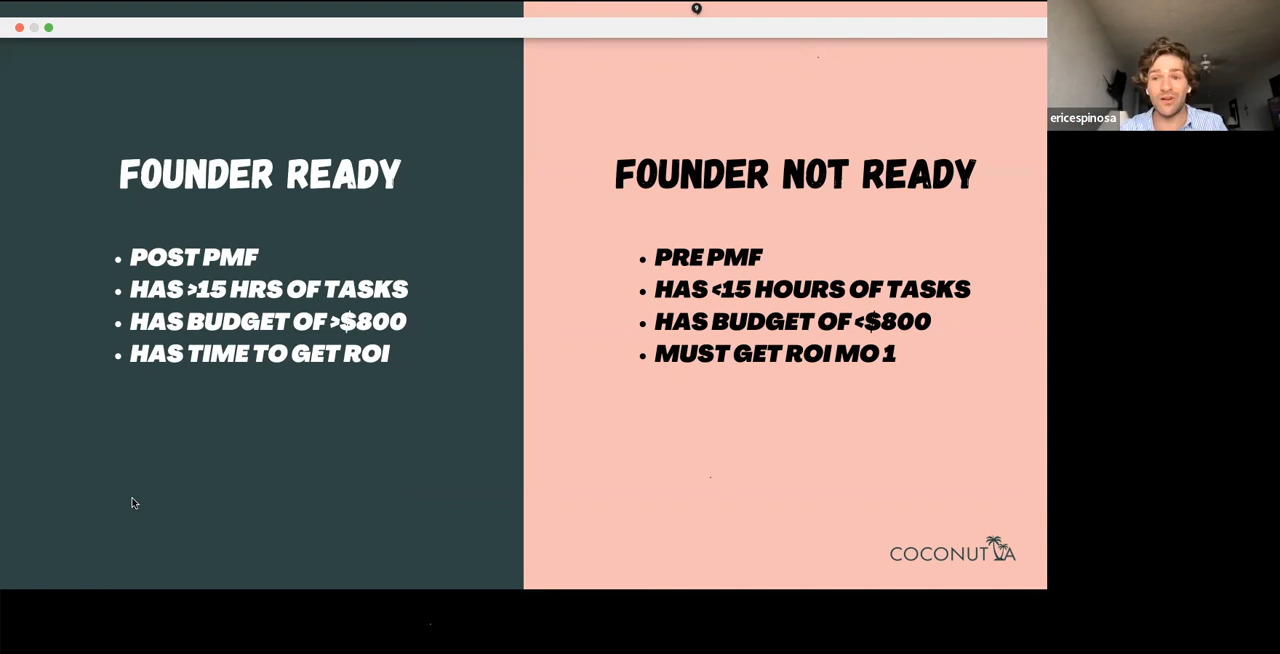 FOUNDER READY
POST PMF
HAS >15 HRS OF TASKS
HAS BUDGET OF >$800
HAS TIME TO GET ROI
FOUNDER NOT READY
PRE PMF
HAS <15 HOURS OF TASKS
HAS BUDGET OF <$800
MUST GET ROI MO 1
COCONUT VA
ericespinosa